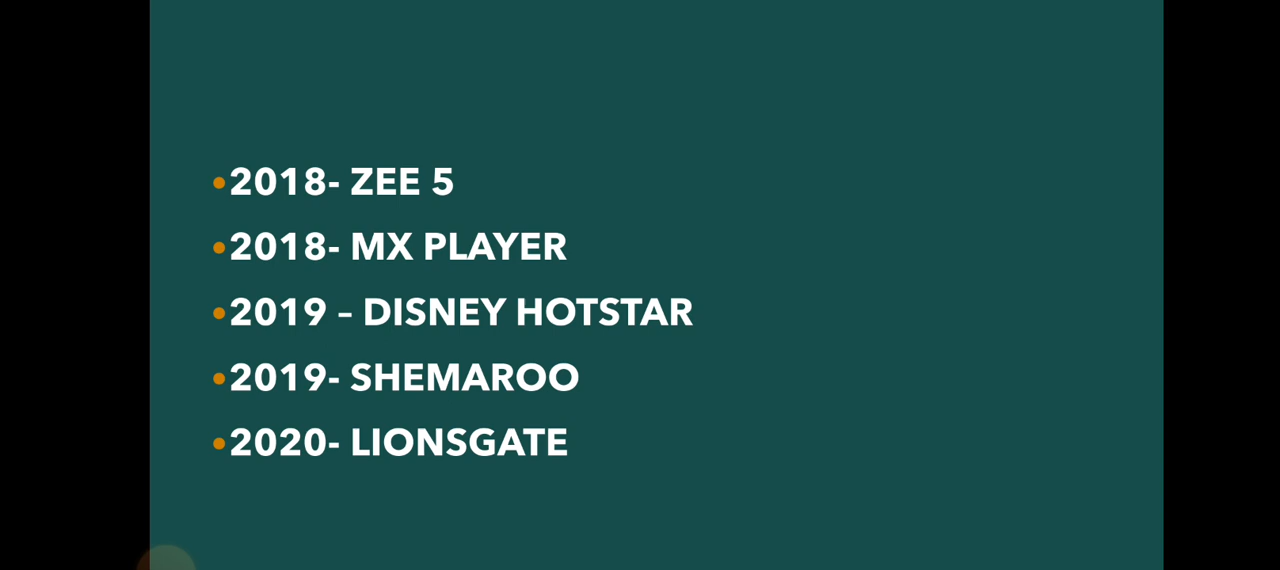 •2018- ZEE 5
•2018- MX PLAYER
•2019 – DISNEY HOTSTAR
•2019- SHEMAROO
•2020- LIONSGATE